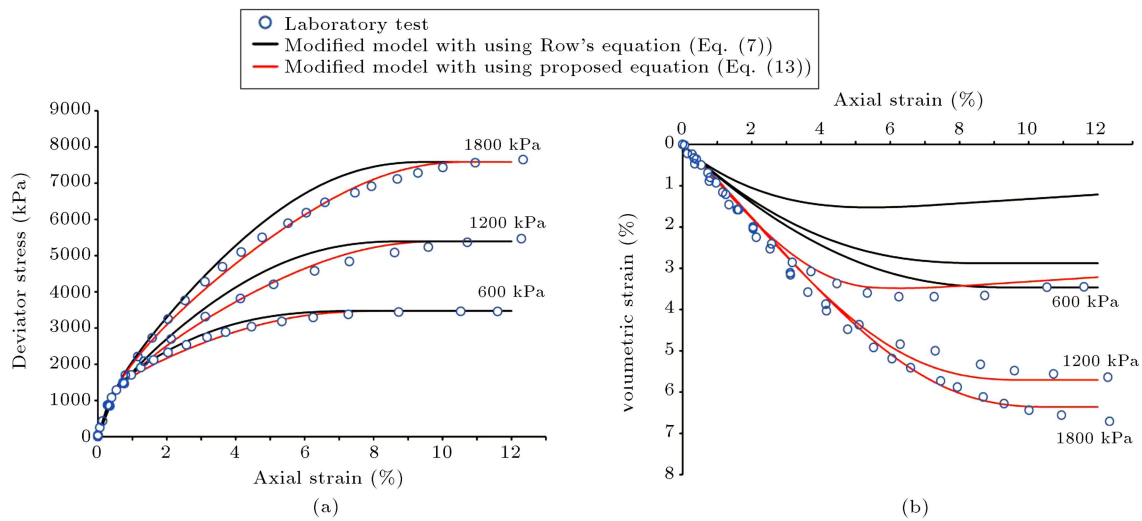 Laboratory test
Modified model with using Row's equation (Eq. (7))
Modified model with using proposed equation (Eq. (13))
Deviator stress (kPa)
9000
8000
7000
6000
5000
4000
3000
2000
1000
0
1800 kPa
1200 kPa
600 kPa
0 2 4 6 8 10 12
Axial strain (%)
(a)
Axial strain (%)
0 2 4 6 8 10 12
volumetric strain (%)
0
1
2
3
4
5
6
7
8
600 kPa
1200 kPa
1800 kPa
(b)